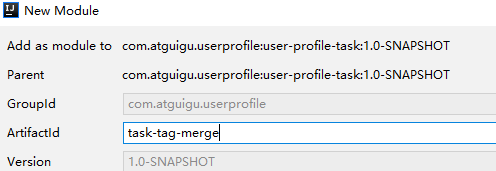 IJ New Module
Add as module to com.atguigu.userprofile:user-profile-task:1.0-SNAPSHOT
Parent com.atguigu.userprofile:user-profile-task:1.0-SNAPSHOT
GroupId com.atguigu.userprofile
ArtifactId task-tag-merge
Version 1.0-SNAPSHOT